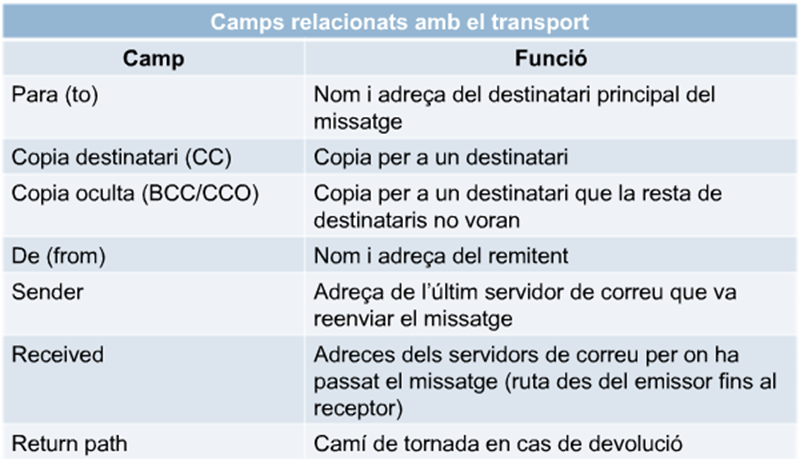 Camps relacionats amb el transport
Camp Funció
Para (to) Nom i adreça del destinatari principal del
missatge
Copia destinatari (CC) Copia per a un destinatari
Copia oculta (BCC/CCO) Copia per a un destinatari que la resta de
destinataris no voran
De (from) Nom i adreça del remitent
Sender Adreça de l'últim servidor de correu que va
reenviar el missatge
Received Adreces dels servidors de correu per on ha
passat el missatge (ruta des del emissor fins al
receptor)
Return path Camí de tornada en cas de devolució